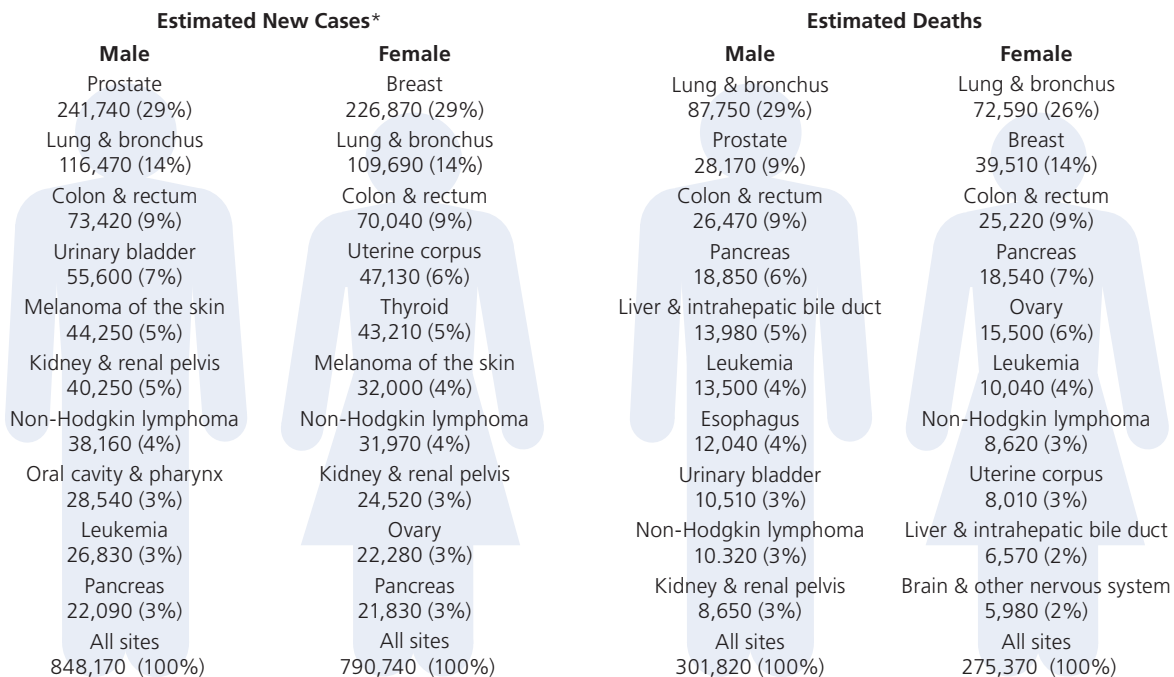 Estimated New Cases*
Male
Prostate
241,740 (29%)
Lung & bronchus
116,470 (14%)
Colon & rectum
73,420 (9%)
Urinary bladder
55,600 (7%)
Melanoma of the skin
44,250 (5%)
Kidney & renal pelvis
40,250 (5%)
Non-Hodgkin lymphoma
38,160 (4%)
Oral cavity & pharynx
28,540 (3%)
Leukemia
26,830 (3%)
Pancreas
22,090 (3%)
All sites
848,170 (100%)
Female
Breast
226,870 (29%)
Lung & bronchus
109,690 (14%)
Colon & rectum
70,040 (9%)
Uterine corpus
47,130 (6%)
Thyroid
43,210 (5%)
Melanoma of the skin
32,000 (4%)
Non-Hodgkin lymphoma
31,970 (4%)
Kidney & renal pelvis
24,520 (3%)
Ovary
22,280 (3%)
Pancreas
21,830 (3%)
All sites
790,740 (100%)
Estimated Deaths
Male
Lung & bronchus
87,750 (29%)
Prostate
28,170 (9%)
Colon & rectum
26,470 (9%)
Pancreas
18,850 (6%)
Liver & intrahepatic bile duct
13,980 (5%)
Leukemia
13,500 (4%)
Esophagus
12,040 (4%)
Urinary bladder
10,510 (3%)
Non-Hodgkin lymphoma
10.320 (3%)
Kidney & renal pelvis
8,650 (3%)
All sites
301,820 (100%)
Female
Lung & bronchus
72,590 (26%)
Breast
39,510 (14%)
Colon & rectum
25,220 (9%)
Pancreas
18,540 (7%)
Ovary
15,500 (6%)
Leukemia
10,040 (4%)
Non-Hodgkin lymphoma
8,620 (3%)
Uterine corpus
8,010 (3%)
Liver & intrahepatic bile duct
6,570 (2%)
Brain & other nervous system
5,980 (2%)
All sites
275,370 (100%)